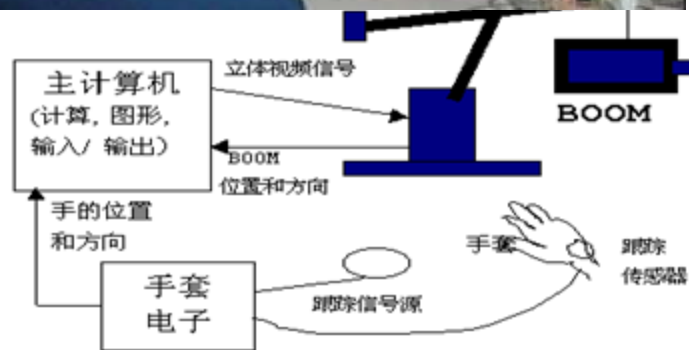 主计算机
(计算, 图形,
输入/ 输出)
立体视频信号
BOOM
位置和方向
BOOM
手的位置
和方向
手套
电子
跟踪信号源
手套
跟踪
传感器